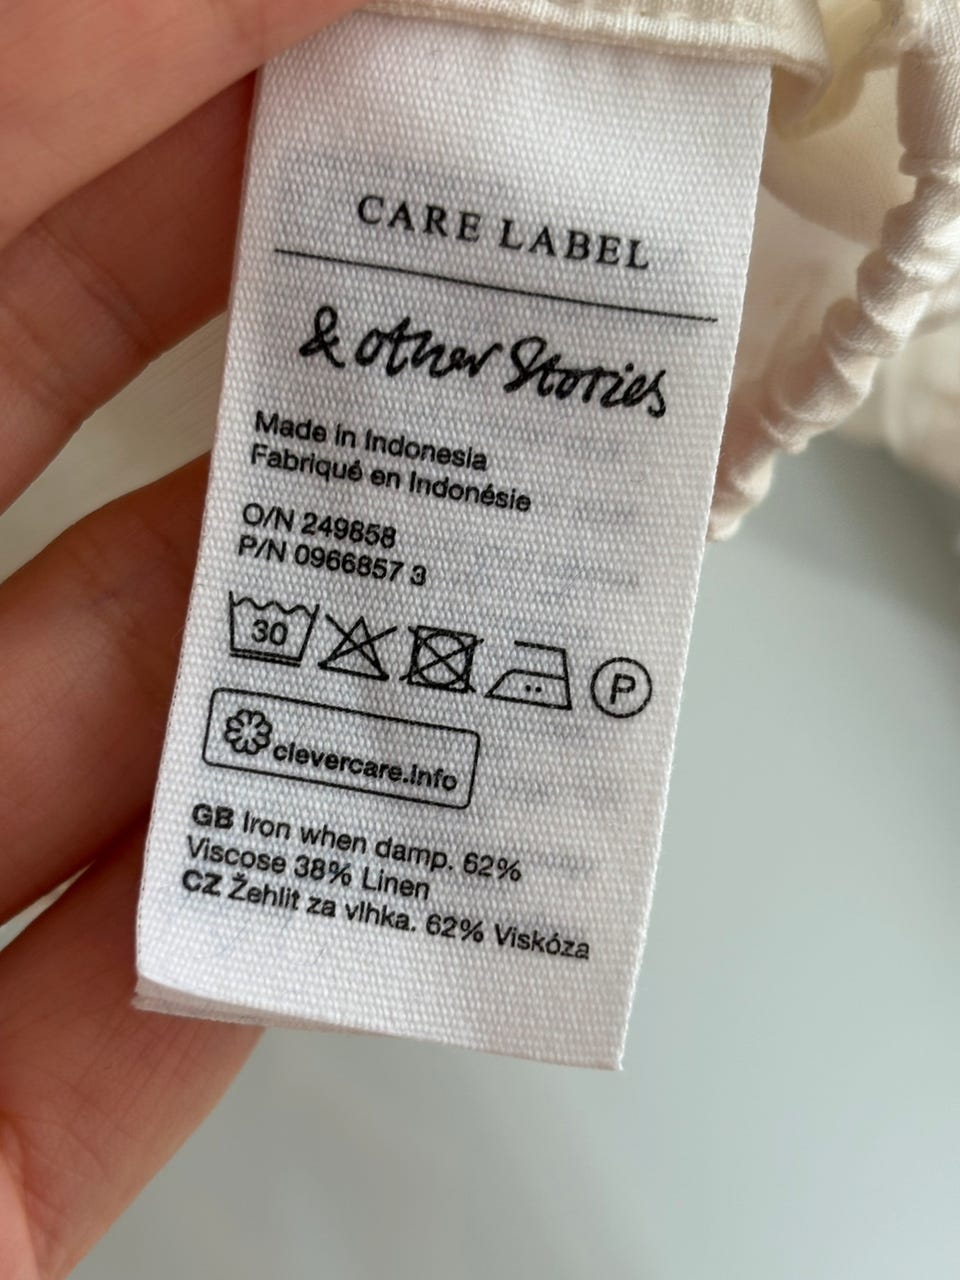 CARE LABEL
& other Stories
Made in Indonesia
Fabriqué en Indonésie
O/N 249858
P/N 0966857 3
30
P
clevercare.info
GB Iron when damp. 62%
Viscose 38% Linen
CZ Žehlit za vlhka. 62% Viskóza